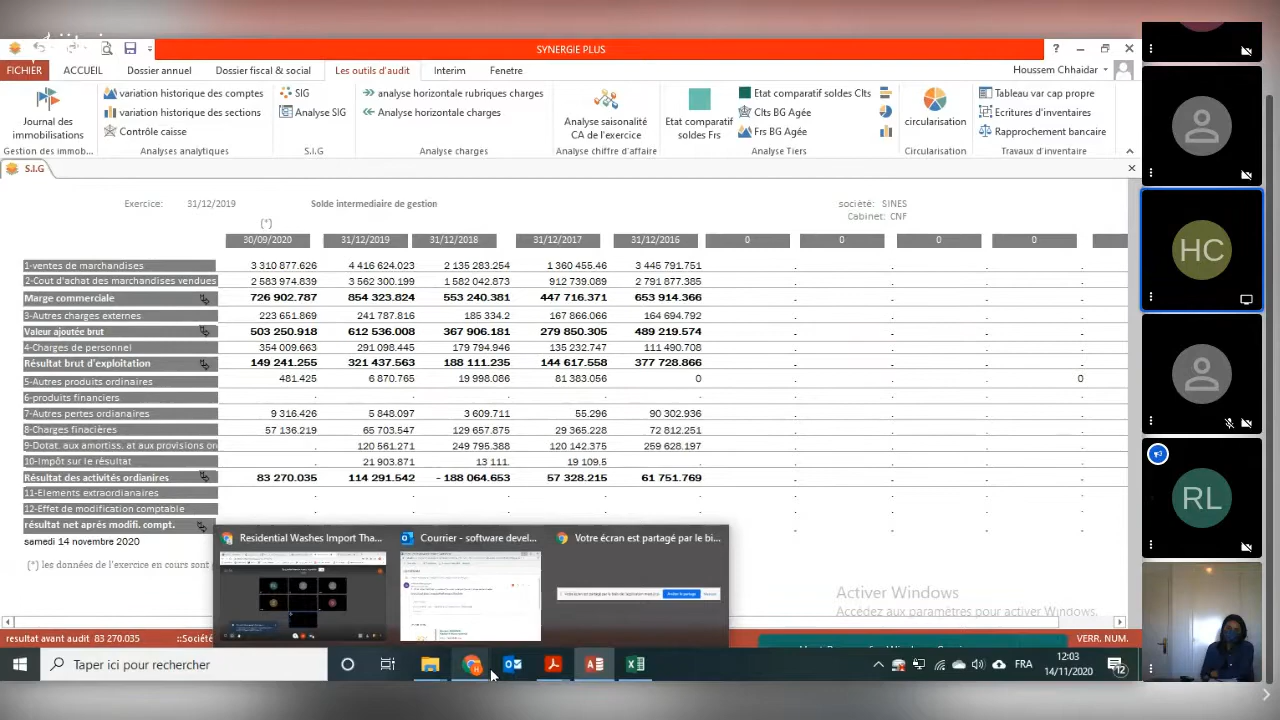 SYNERGIE PLUS
?
FICHIER ACCUEIL Dossier annuel Dossier fiscal & social Les outils d'audit Interim Fenetre Houssem Chhaidar
Journal des immobilisations
Gestion des immob...
variation historique des comptes
variation historique des sections
Contrôle caisse
Analyses analytiques
SIG
Analyse SIG
S.I.G
analyse horizontale rubriques charges
Analyse horizontale charges
Analyse charges
Analyse saisonalité
CA de l'exercice
Analyse chiffre d'affaire
Etat comparatif
soldes Frs
Etat comparatif soldes Clts
Clts BG Agée
Frs BG Agée
Analyse Tiers
circularisation
Circularisation
Tableau var cap propre
Ecritures d'inventaire
Rapprochement bancaire
Travaux d'inventaire
S.I.G
Exercice: 31/12/2019 Solde intermediaire de gestion société: SINES
Cabinet: CNF
(*)
30/09/2020 31/12/2019 31/12/2018 31/12/2017 31/12/2016 0 0 0 0
1-ventes de marchandises 3 310 877.626 4 416 624.023 2 135 283.254 1 360 455.46 3 445 791.751
2-Cout d'achat des marchandises vendues 2 583 974.839 3 562 300.199 1 582 042.873 912 739.089 2 791 877.385
Marge commerciale 726 902.787 854 323.824 553 240.381 447 716.371 653 914.366
3-Autres charges externes 223 651.869 241 787.816 185 334.2 167 866.066 164 694.792
Valeur ajoutée brut 503 250.918 612 536.008 367 906.181 279 850.305 489 219.574
4-Charges de personnel 354 009.663 291 098.445 179 794.946 135 232.747 111 490.708
Résultat brut d'exploitation 149 241.255 321 437.563 188 111.235 144 617.558 377 728.866
5-Autres produits ordinaires 481.425 6 870.765 19 998.086 81 383.056 0 0
6-produits financiers
7-Autres pertes ordianaires 9 316.426 5 848.097 3 609.711 55.296 90 302.936
8-Charges finacières 57 136.219 65 703.547 129 657.875 29 365.228 72 812.251
9-Dotat. aux amortiss. at aux provisions or 120 561.271 249 795.388 120 142.375 259 628.197
10-Impôt sur le résultat 21 903.871 13 111. 19 109.5
Résultat des activités ordianires 83 270.035 114 291.542 - 188 064.653 57 328.215 61 751.769
11-Elements extraordianaires
12-Effet de modification comptable
résultat net aprés modifi. compt.
samedi 14 novembre 2020
(*) les données de l'exercice en cours sont
Residential Washes Import Tha...
Courrier - software devel...
Votre écran est partagé par le bi...
Activer Windows
Accédez aux paramètres pour activer Windows.
resultat avant audit 83 270.035 ::Société
VERR. NUM.
Taper ici pour rechercher
FRA
12:03
14/11/2020
12
HC
RL